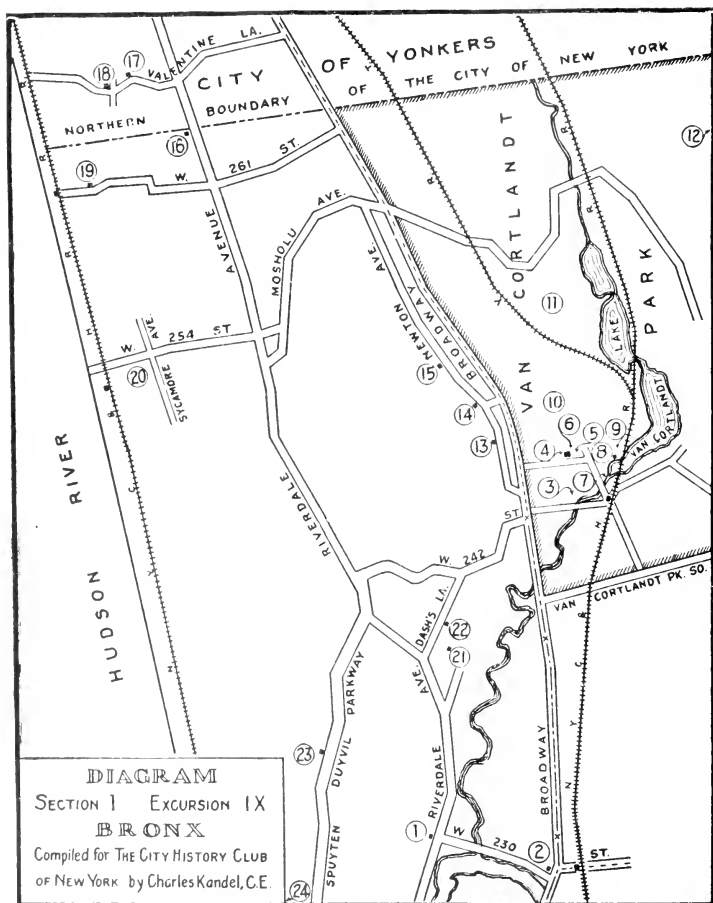 OF YONKERS
OF THE CITY OF NEW YORK
VALENTINE LA.
CITY
NORTHERN BOUNDARY
17
18
16
12
19
W. 261 ST.
AVENUE
MOSHOLU AVE.
VAN CORTLANDT PARK
11
NEWTON AVE.
BROADWAY
LAKE
VAN CORTLANDT
W. 254 ST
SYCAMORE AVE.
20
15
14
13
10
6
5
9
4
8
3
7
HUDSON RIVER
RIVERDALE
W. 242 ST
VAN CORTLANDT PK. SO.
DASH'S LA.
22
21
SPUYTEN DUYVIL PARKWAY
RIVERDALE AVE.
BROADWAY
N Y C R R
N Y C & H R R R
23
1
W 230 ST.
2
24
DIAGRAM
SECTION 1 EXCURSION IX
BRONX
Compiled for THE CITY HISTORY CLUB
OF NEW YORK by Charles Kandel, C.E.